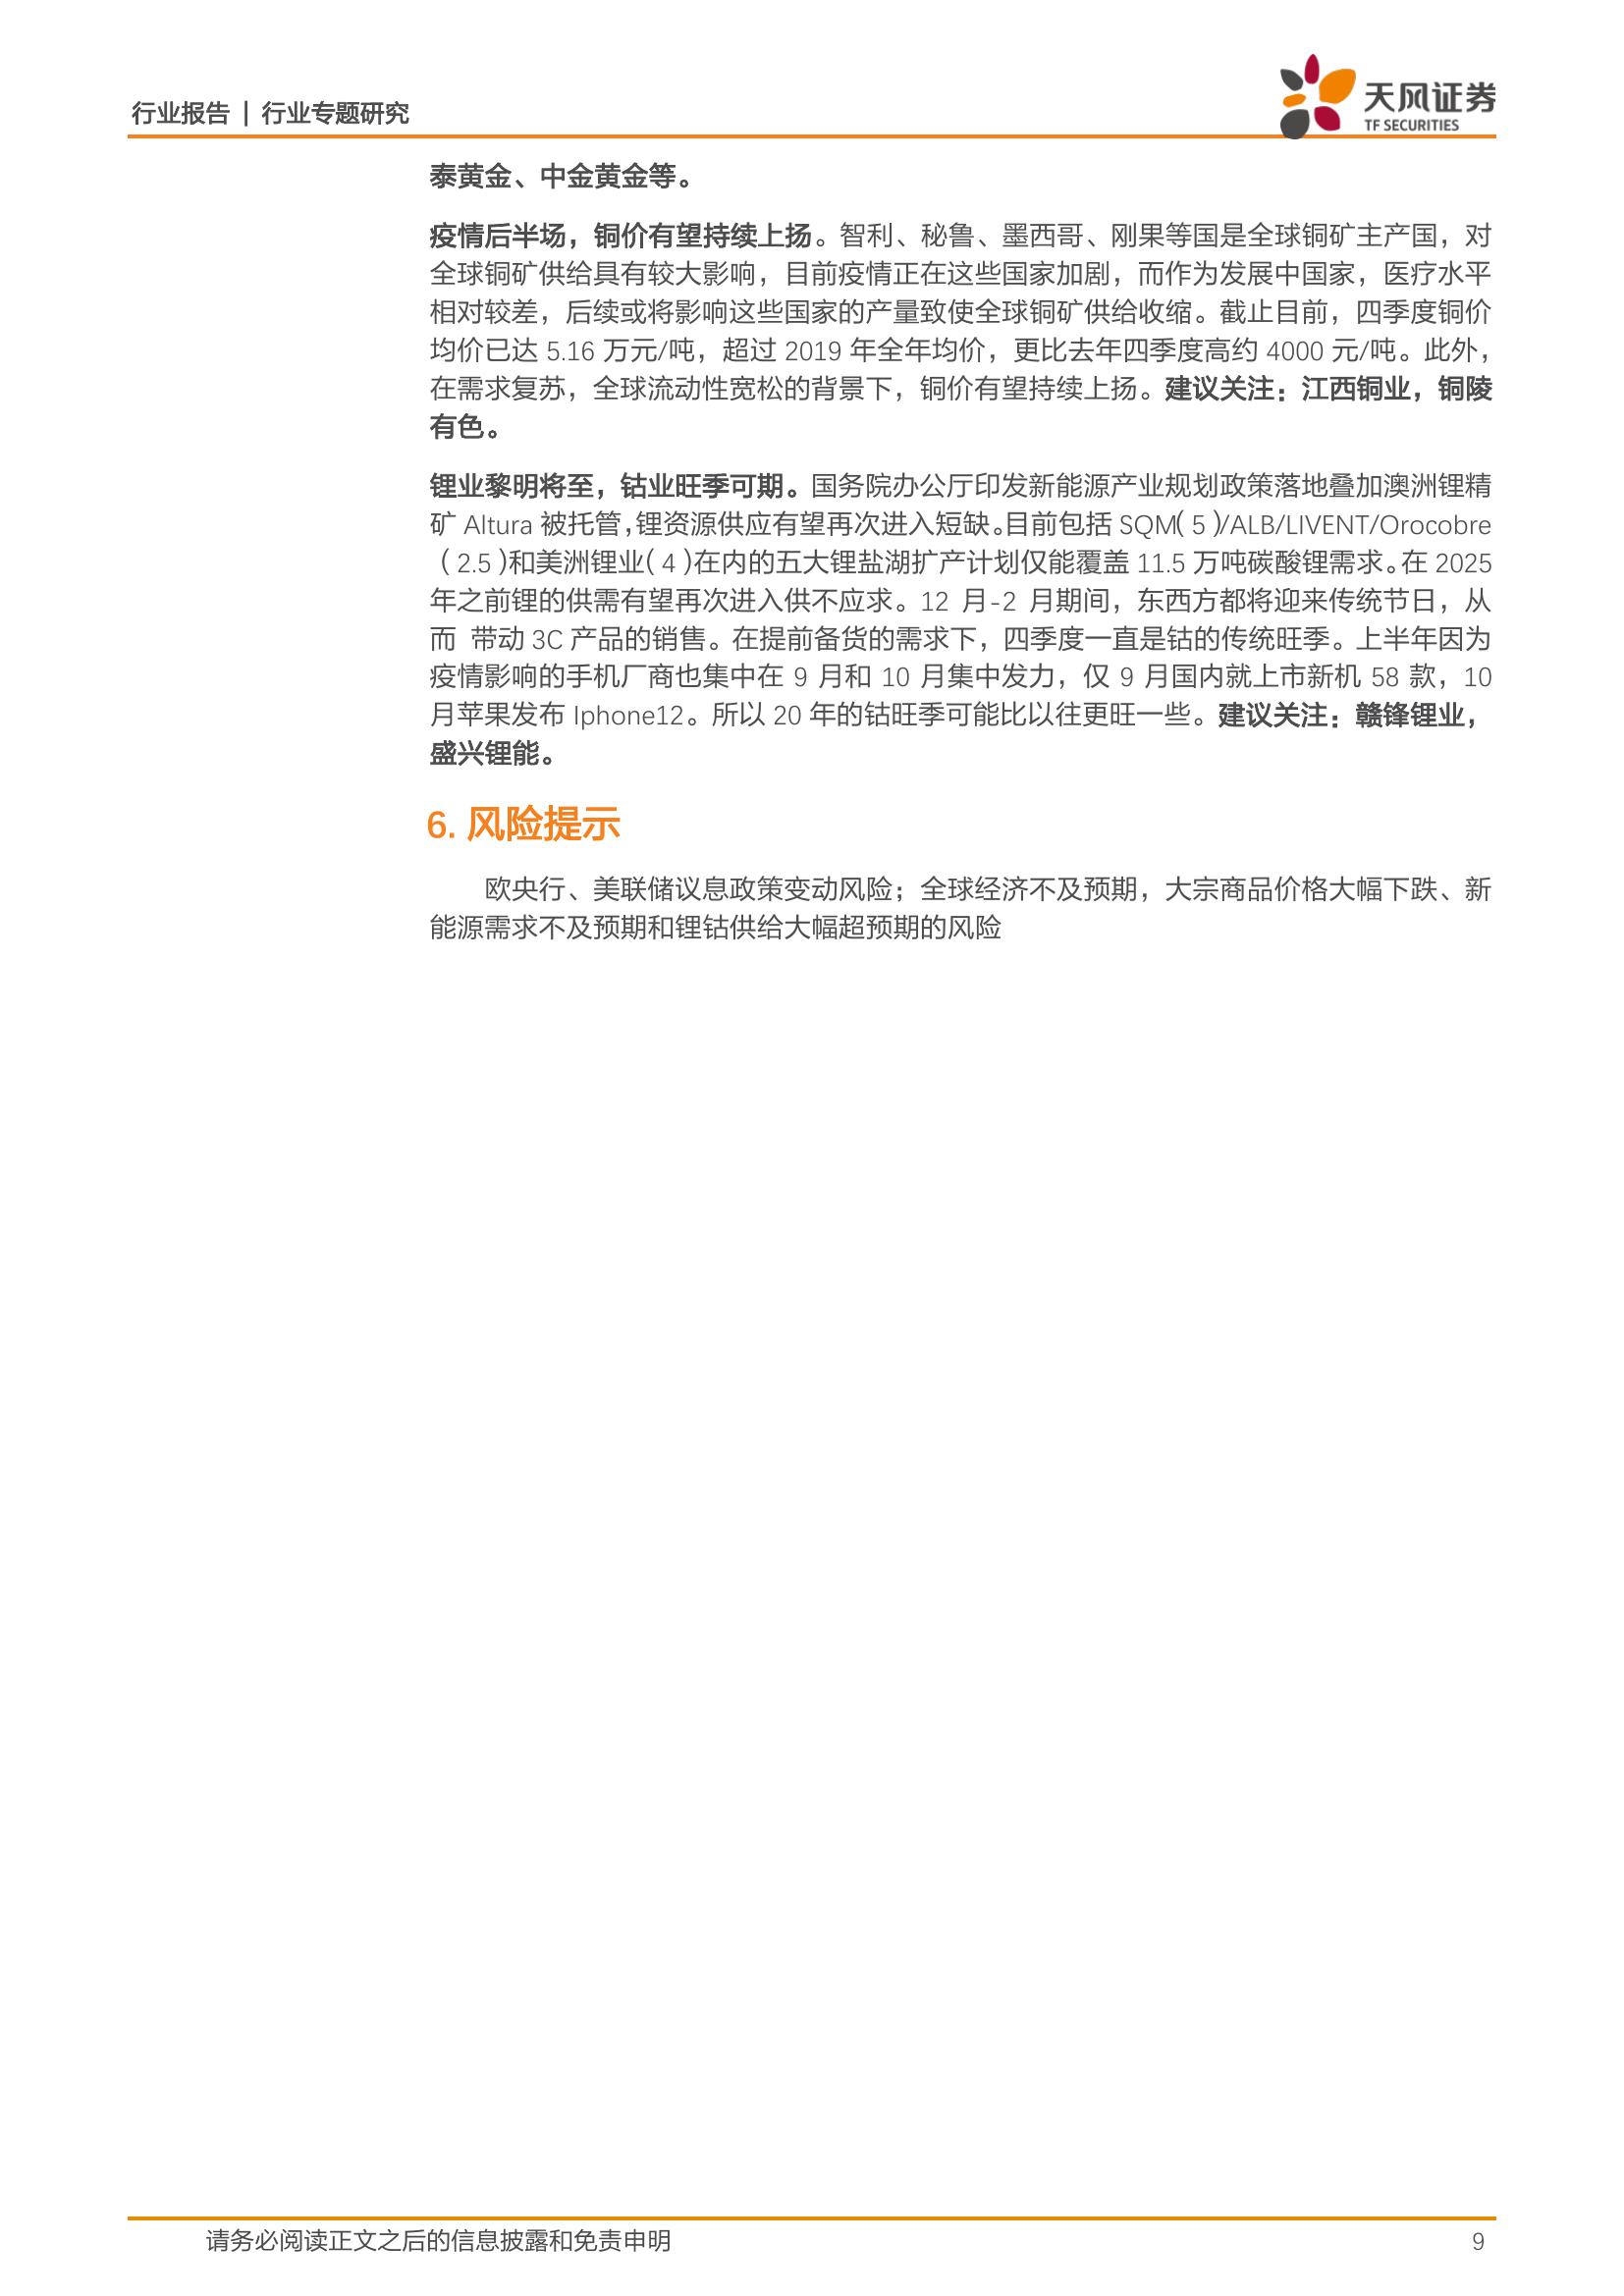 行业报告 | 行业专题研究
天风证券
TF SECURITIES
泰黄金、中金黄金等。
疫情后半场，铜价有望持续上扬。智利、秘鲁、墨西哥、刚果等国是全球铜矿主产国，对
全球铜矿供给具有较大影响，目前疫情正在这些国家加剧，而作为发展中国家，医疗水平
相对较差，后续或将影响这些国家的产量致使全球铜矿供给收缩。截止目前，四季度铜价
均价已达 5.16 万元/吨，超过 2019 年全年均价，更比去年四季度高约 4000 元/吨。此外，
在需求复苏，全球流动性宽松的背景下，铜价有望持续上扬。建议关注：江西铜业，铜陵
有色。
锂业黎明将至，钴业旺季可期。国务院办公厅印发新能源产业规划政策落地叠加澳洲锂精
矿 Altura 被托管，锂资源供应有望再次进入短缺。目前包括 SQM（5）/ALB/LIVENT/Orocobre
（2.5）和美洲锂业（4）在内的五大锂盐湖扩产计划仅能覆盖 11.5 万吨碳酸锂需求。在 2025
年之前锂的供需有望再次进入供不应求。12 月-2 月期间，东西方都将迎来传统节日，从
而 带动 3C 产品的销售。在提前备货的需求下，四季度一直是钴的传统旺季。上半年因为
疫情影响的手机厂商也集中在 9 月和 10 月集中发力，仅 9 月国内就上市新机 58 款，10
月苹果发布 Iphone12。所以 20 年的钴旺季可能比以往更旺一些。建议关注：赣锋锂业，
盛兴锂能。
6. 风险提示
欧央行、美联储议息政策变动风险；全球经济不及预期，大宗商品价格大幅下跌、新
能源需求不及预期和锂钴供给大幅超预期的风险
请务必阅读正文之后的信息披露和免责申明
9